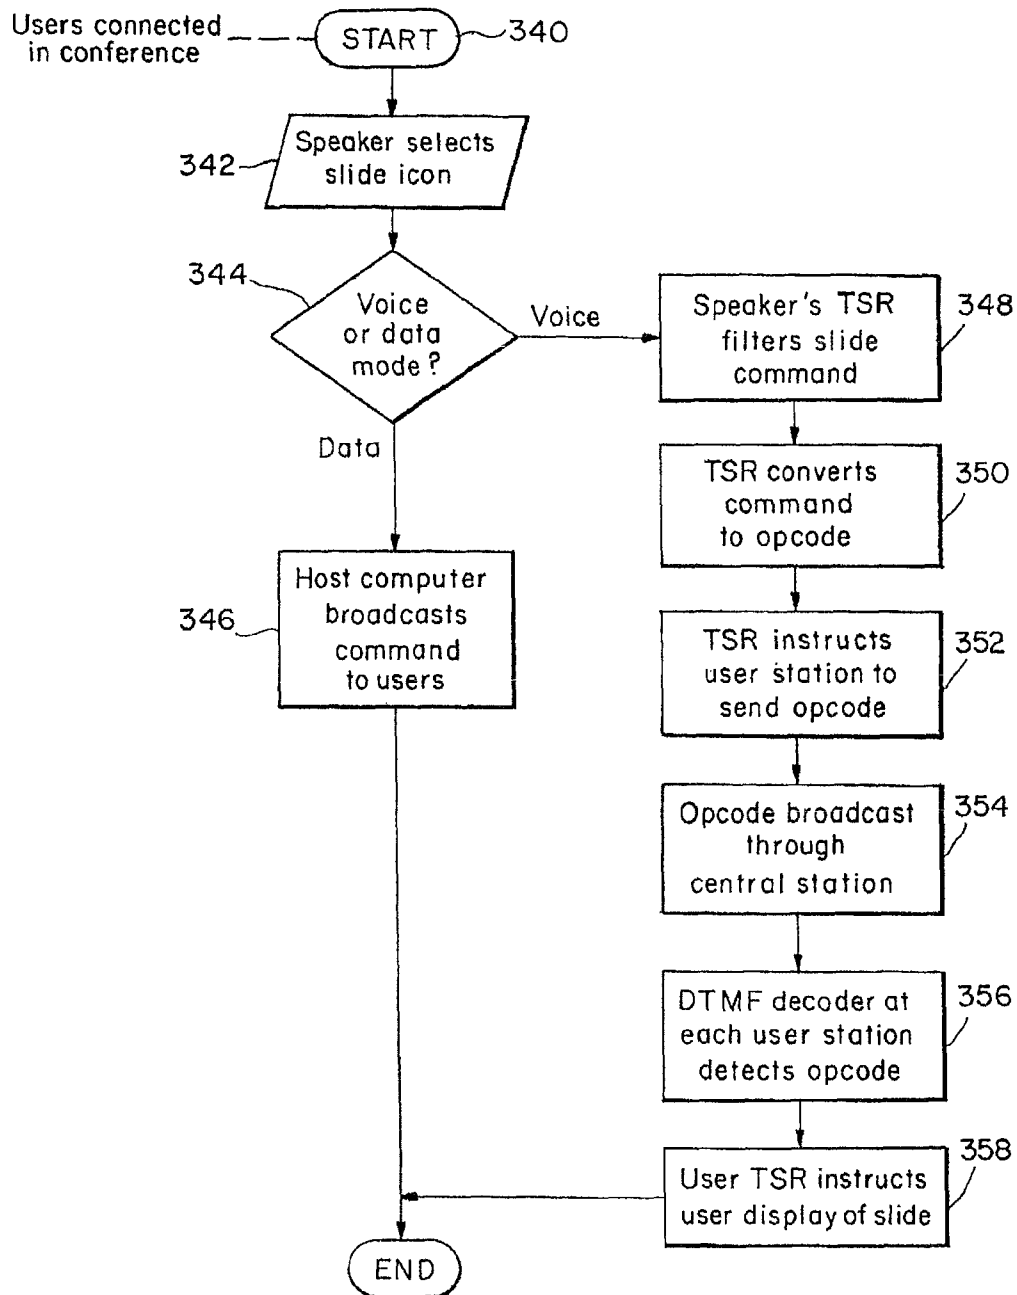 Users connected
in conference
START
340
Speaker selects
slide icon
342
344
Voice
or data
mode?
Voice
Data
Speaker's TSR
filters slide
command
348
TSR converts
command
to opcode
350
Host computer
broadcasts
command
to users
346
TSR instructs
user station to
send opcode
352
Opcode broadcast
through
central station
354
DTMF decoder at
each user station
detects opcode
356
User TSR instructs
user display of slide
358
END